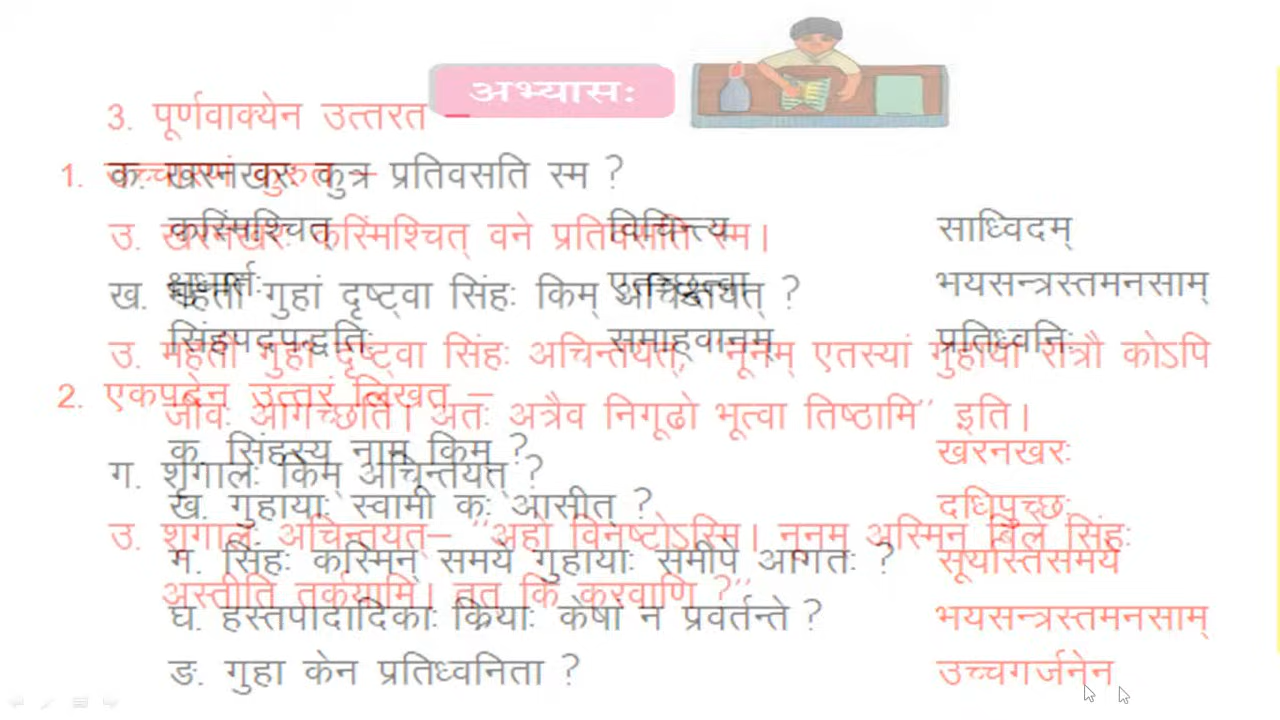 अभ्यासः
1. उच्चारणं कुरुत –
कस्मिंश्चित् विचिन्त्य साध्विदम्
क्षुधार्तः एतच्छ्रुत्वा भयसन्त्रस्तमनसाम्
सिंहपदपद्धतिः समाह्वानम् प्रतिध्वनिः
2. एकपदेन उत्तरं लिखत –
क. सिंहस्य नाम किम् ? खरनखरः
ख. गुहायाः स्वामी कः आसीत् ? दधिपुच्छः
ग. सिंहः कस्मिन् समये गुहायाः समीपे आगतः ? सूर्यास्तसमये
घ. हस्तपादादिकाः क्रियाः केषां न प्रवर्तन्ते ? भयसन्त्रस्तमनसाम्
ङ. गुहा केन प्रतिध्वनिता ? उच्चगर्जनेन
3. पूर्णवाक्येन उत्तरत –
क. खरनखरः कुत्र प्रतिवसति स्म ?
उ. खरनखरः कस्मिंश्चित् वने प्रतिवसति स्म।
ख. महतीं गुहां दृष्ट्वा सिंहः किम् अचिन्तयत् ?
उ. महतीं गुहां दृष्ट्वा सिंहः अचिन्तयत्, "नूनम् एतस्यां गुहायां रात्रौ कोऽपि
जीवः आगच्छति। अतः अत्रैव निगूढो भूत्वा तिष्ठामि" इति।
ग. शृगालः किम् अचिन्तयत् ?
उ. शृगालः अचिन्तयत्– "अहो विनष्टोऽस्मि। नूनम् अस्मिन् बिले सिंहः
अस्तीति तर्कयामि। तत् किं करवाणि ?"